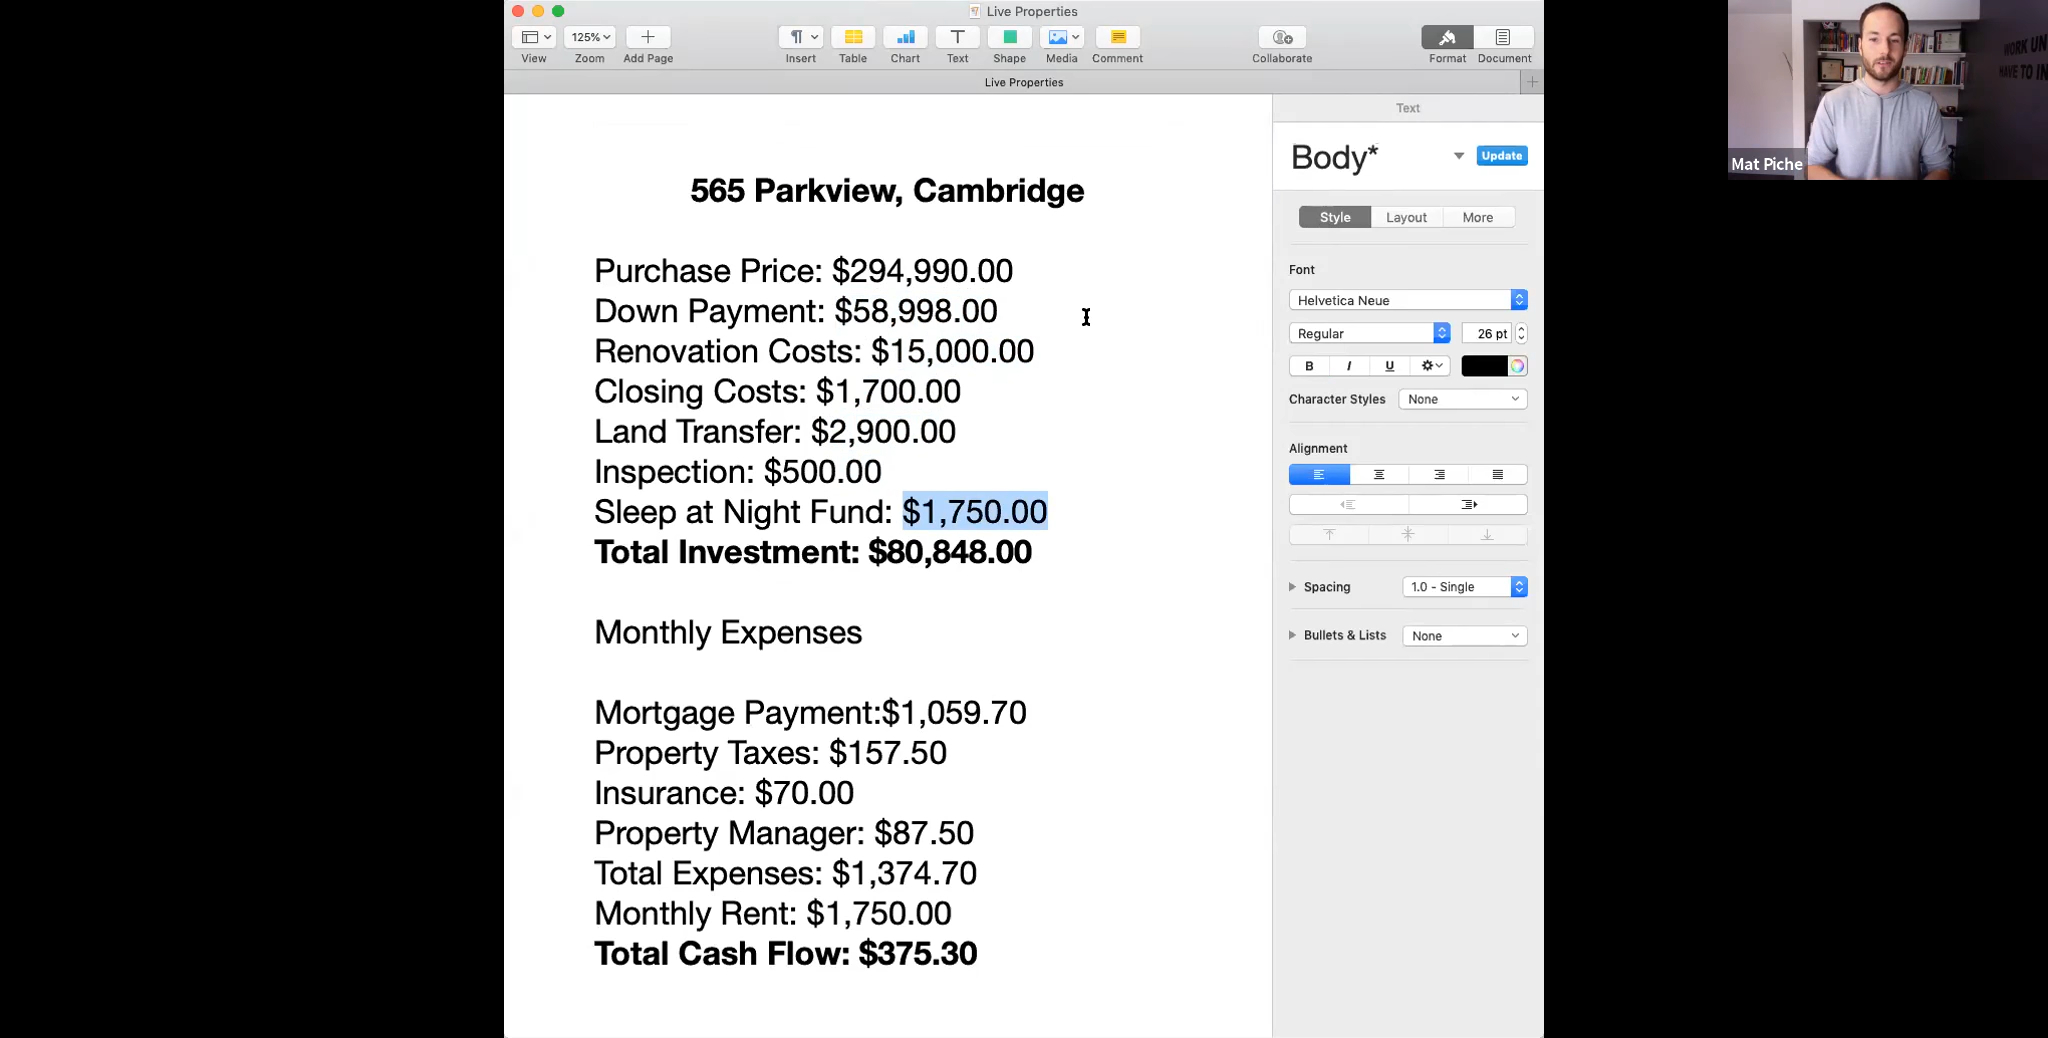 Live Properties
125%
View
Zoom
Add Page
Insert
Table
Chart
Text
Shape
Media
Comment
Collaborate
Format
Document
Live Properties
565 Parkview, Cambridge
Purchase Price: $294,990.00
Down Payment: $58,998.00
Renovation Costs: $15,000.00
Closing Costs: $1,700.00
Land Transfer: $2,900.00
Inspection: $500.00
Sleep at Night Fund: $1,750.00
Total Investment: $80,848.00
Monthly Expenses
Mortgage Payment:$1,059.70
Property Taxes: $157.50
Insurance: $70.00
Property Manager: $87.50
Total Expenses: $1,374.70
Monthly Rent: $1,750.00
Total Cash Flow: $375.30
Text
Body*
Update
Style
Layout
More
Font
Helvetica Neue
Regular
26 pt
B I U
Character Styles
None
Alignment
Spacing
1.0 - Single
Bullets & Lists
None
WORK UN
HAVE TO IN
Mat Piche